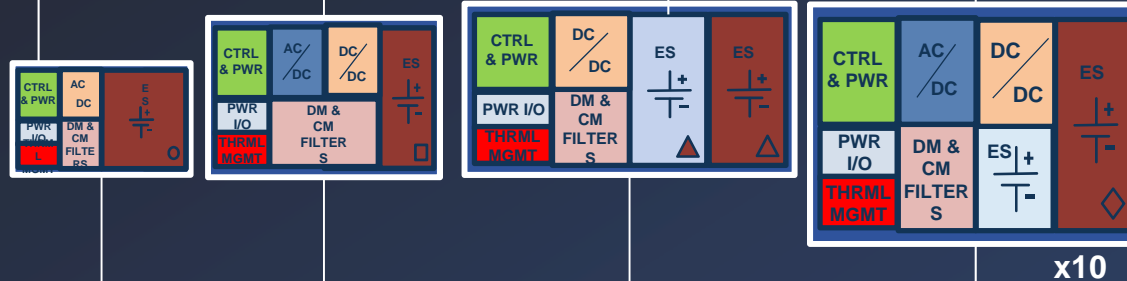 CTRL
& PWR
AC
DC
E
S
+
-
PWR
I/O
DM &
CM
FILTE
RS
L
MGMT
CTRL
& PWR
AC
DC
DC
DC
ES
+
-
PWR
I/O
THRML
MGMT
DM &
CM
FILTER
S
CTRL
& PWR
DC
DC
ES
+
-
ES
+
-
PWR I/O
THRML
MGMT
DM &
CM
FILTER
S
CTRL
& PWR
AC
DC
DC
DC
ES
+
-
PWR
I/O
THRML
MGMT
DM &
CM
FILTER
S
ES
+
-
x10